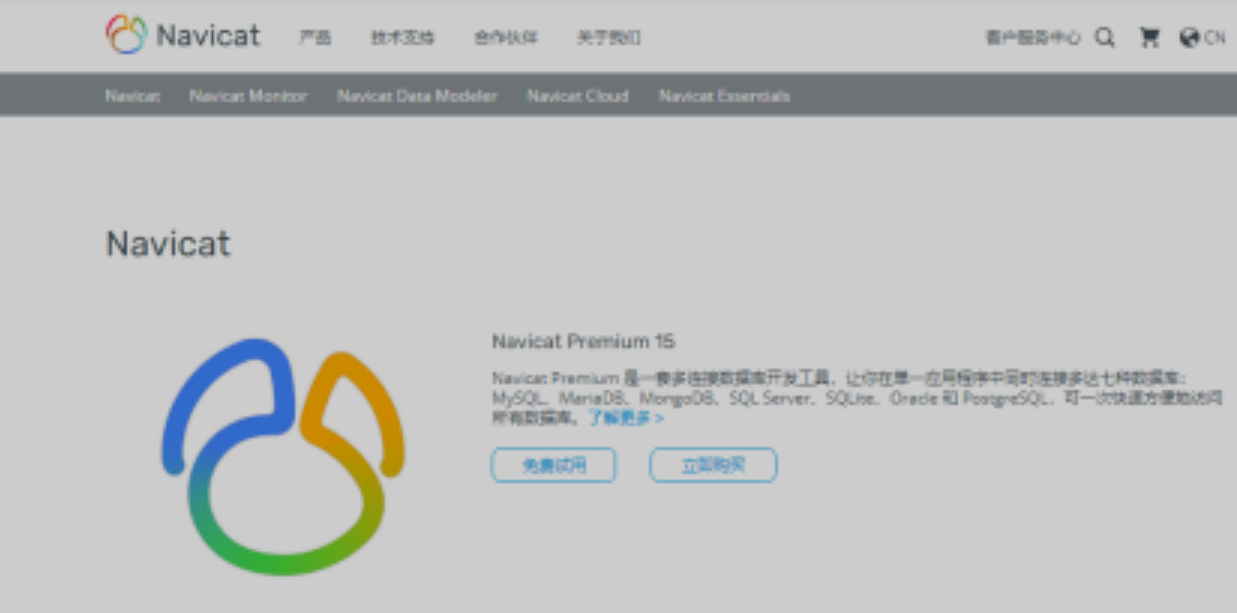 Navicat 产品 技术支持 合作伙伴 关于我们 客户服务中心 CN
Navicat Navicat Monitor Navicat Data Modeler Navicat Cloud Navicat Essentials
Navicat
Navicat Premium 15
Navicat Premium 是一套多连接数据库开发工具，让你在单一应用程序中同时连接多达七种数据库：
MySQL、MariaDB、MongoDB、SQL Server、SQLite、Oracle 和 PostgreSQL，可一次快速方便地访问
所有数据库。了解更多 >
免费试用 立即购买